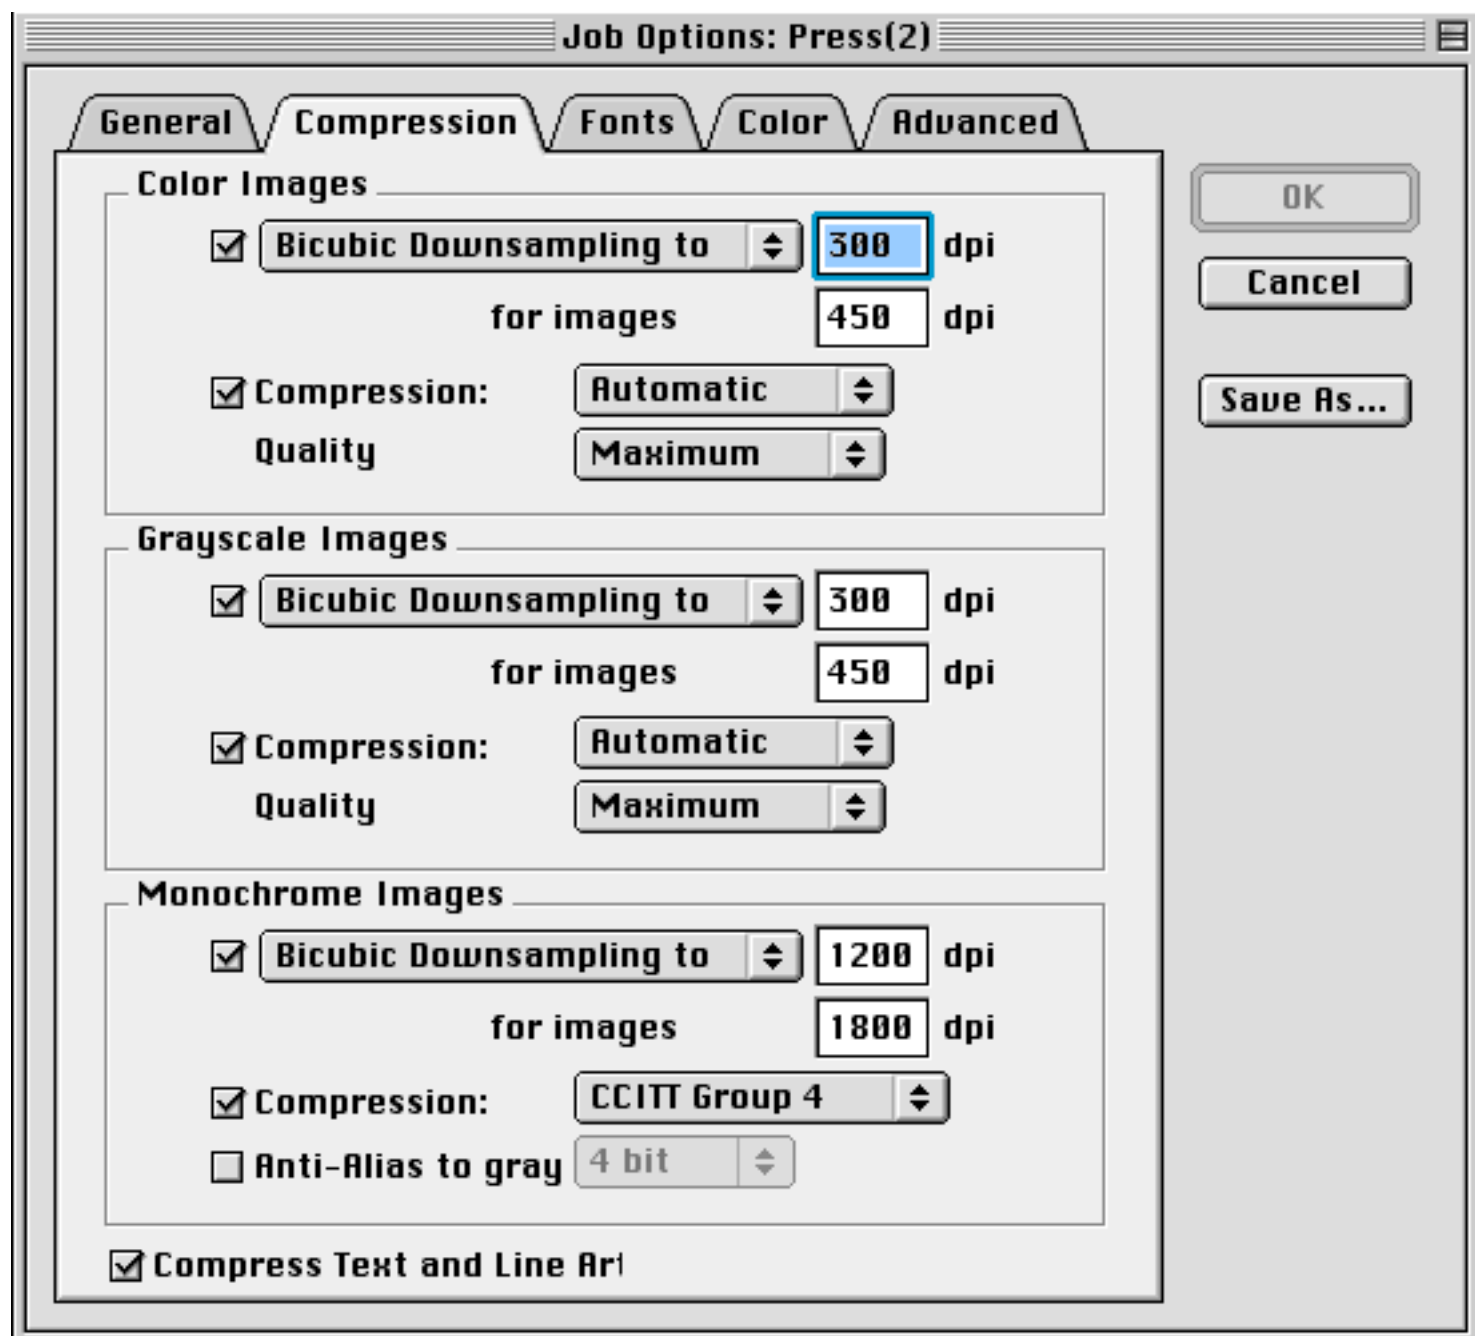 Job Options: Press(2)
General Compression Fonts Color Advanced
Color Images
Bicubic Downsampling to 300 dpi
for images 450 dpi
Compression: Automatic
Quality Maximum
OK
Cancel
Save As...
Grayscale Images
Bicubic Downsampling to 300 dpi
for images 450 dpi
Compression: Automatic
Quality Maximum
Monochrome Images
Bicubic Downsampling to 1200 dpi
for images 1800 dpi
Compression: CCITT Group 4
Anti-Alias to gray 4 bit
Compress Text and Line Art